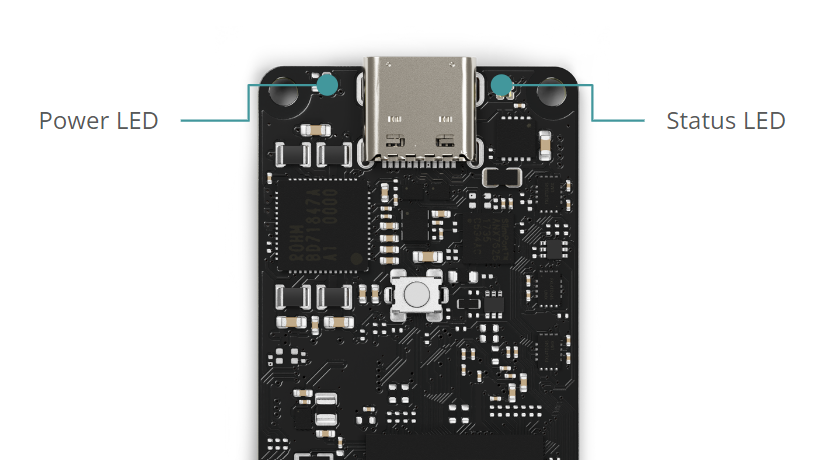 Power LED
Status LED
ROHM
BD71847A
A1 0000